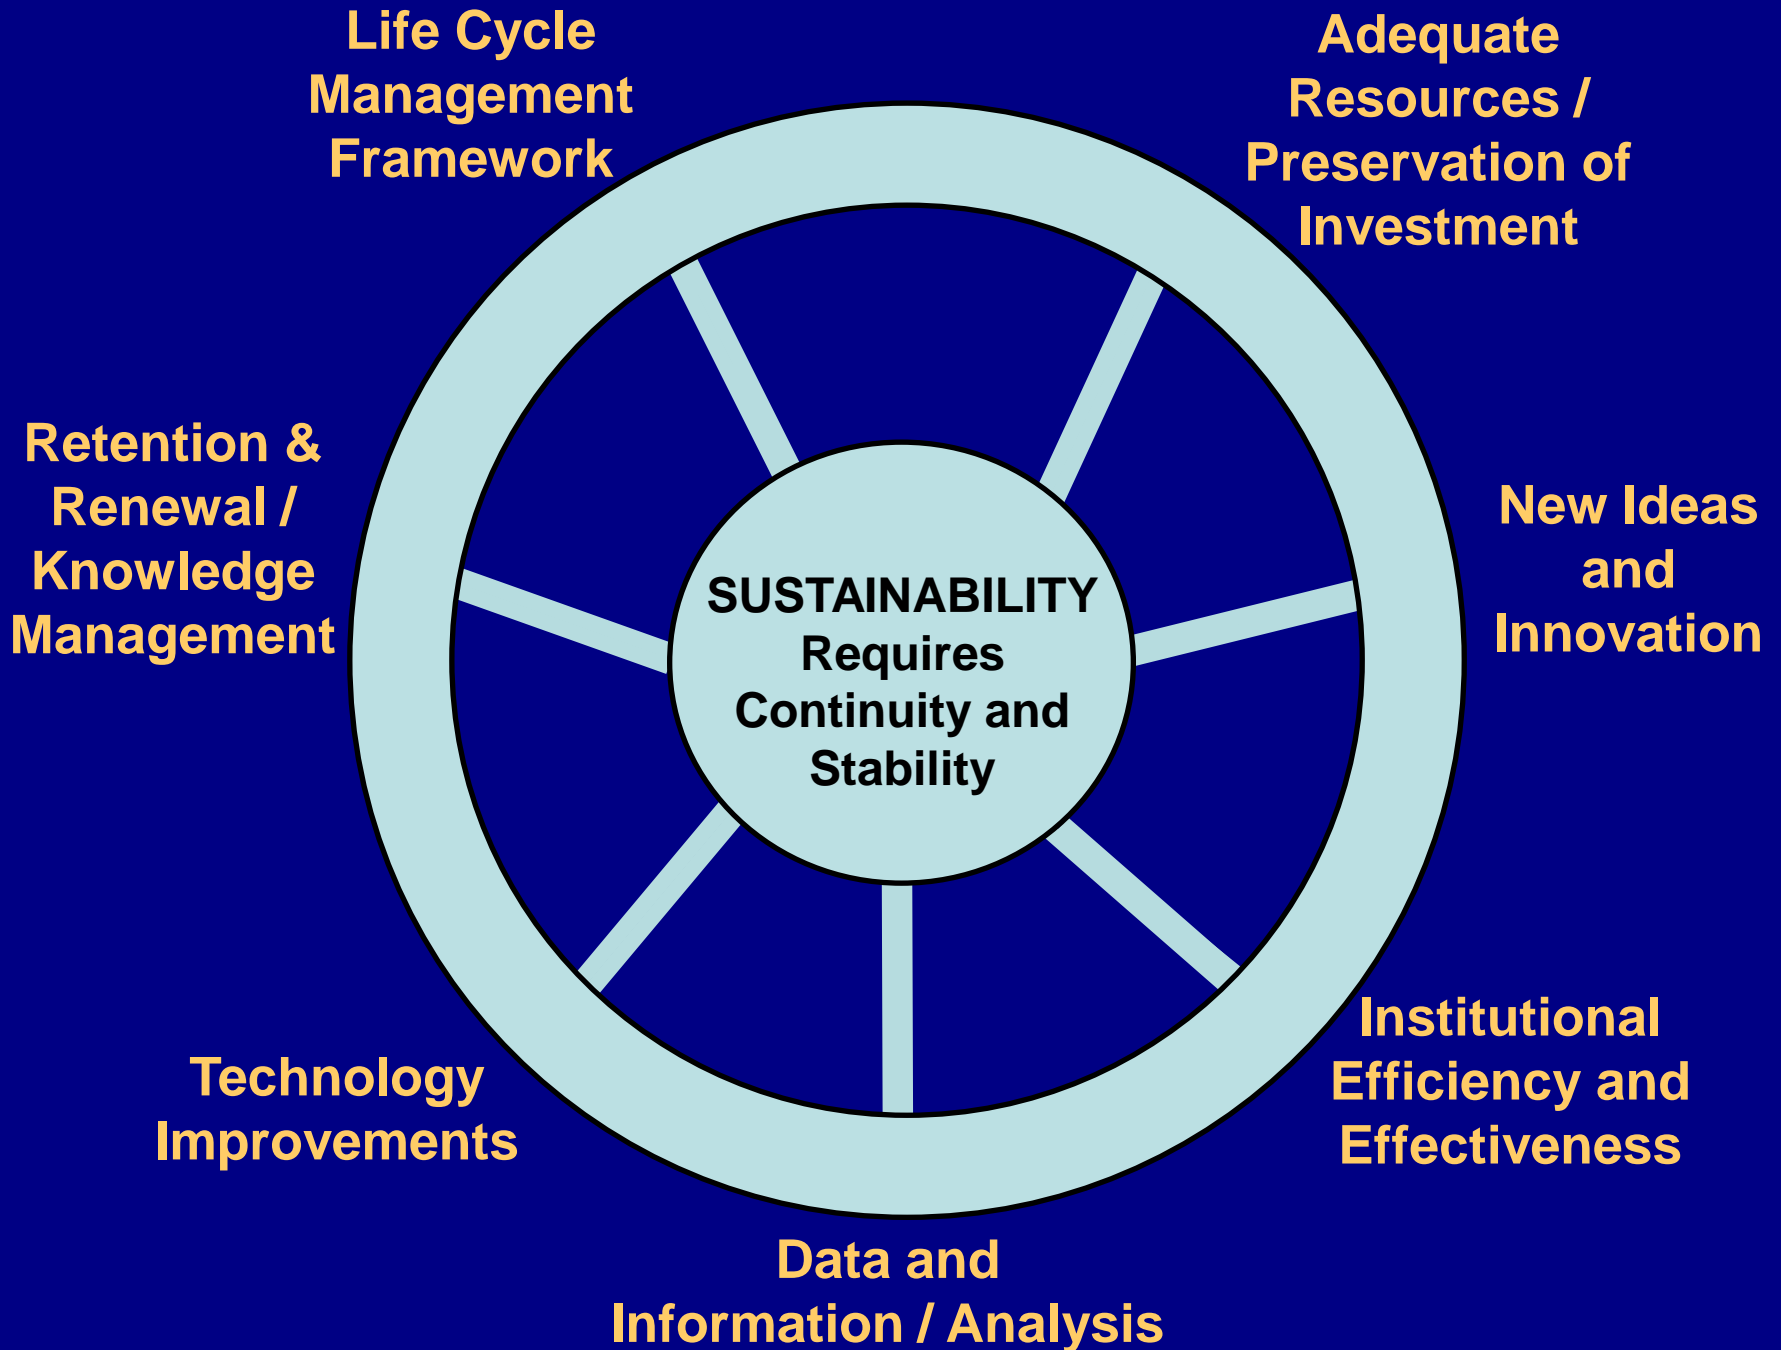 Life Cycle
Management
Framework
Adequate
Resources /
Preservation of
Investment
Retention &
Renewal /
Knowledge
Management
New Ideas
and
Innovation
SUSTAINABILITY
Requires
Continuity and
Stability
Technology
Improvements
Institutional
Efficiency and
Effectiveness
Data and
Information / Analysis